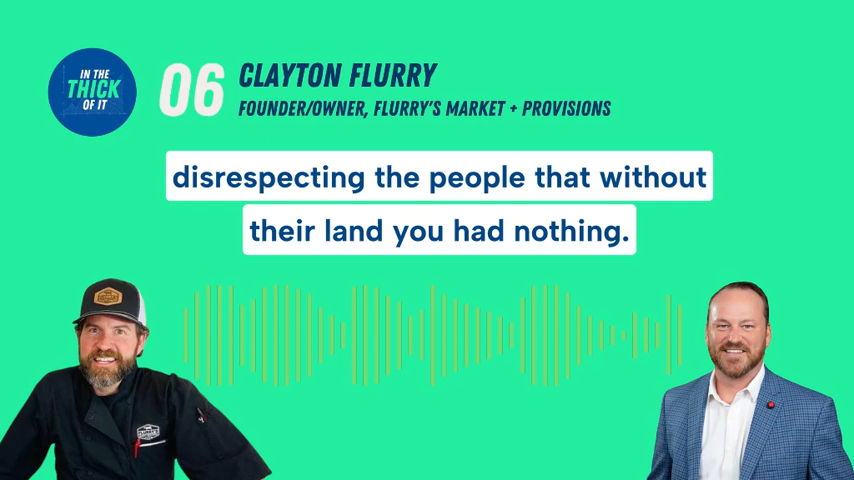 IN THE
THICK
OF IT
06
CLAYTON FLURRY
FOUNDER/OWNER, FLURRY'S MARKET + PROVISIONS
disrespecting the people that without
their land you had nothing.